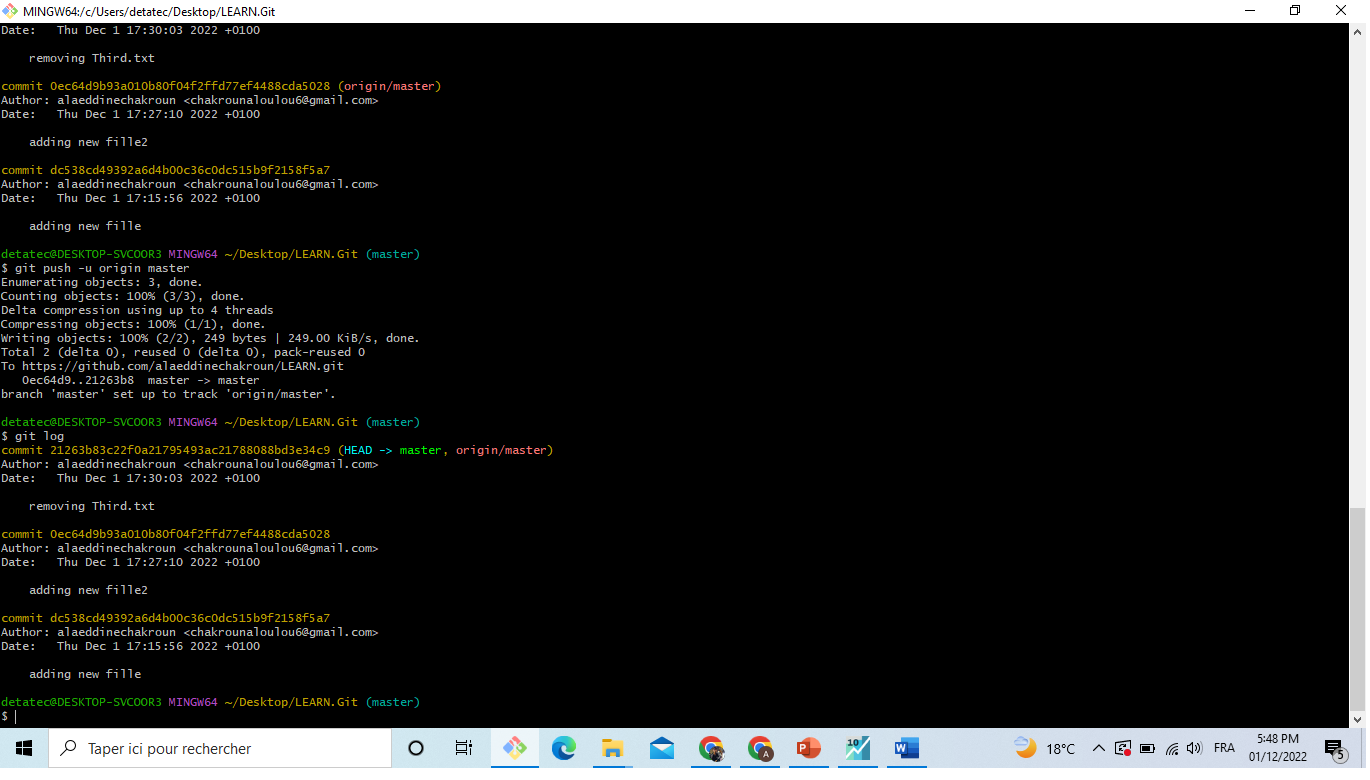 MINGW64:/c/Users/detatec/Desktop/LEARN.Git
Date:   Thu Dec 1 17:30:03 2022 +0100
removing Third.txt
commit 0ec64d9b93a010b80f04f2ffd77ef4488cda5028 (origin/master)
Author: alaeddinechakroun <chakrounaloulou6@gmail.com>
Date:   Thu Dec 1 17:27:10 2022 +0100
adding new fille2
commit dc538cd49392a6d4b00c36c0dc515b9f2158f5a7
Author: alaeddinechakroun <chakrounaloulou6@gmail.com>
Date:   Thu Dec 1 17:15:56 2022 +0100
adding new fille
detatec@DESKTOP-SVCOOR3 MINGW64 ~/Desktop/LEARN.Git (master)
$ git push -u origin master
Enumerating objects: 3, done.
Counting objects: 100% (3/3), done.
Delta compression using up to 4 threads
Compressing objects: 100% (1/1), done.
Writing objects: 100% (2/2), 249 bytes | 249.00 KiB/s, done.
Total 2 (delta 0), reused 0 (delta 0), pack-reused 0
To https://github.com/alaeddinechakroun/LEARN.git
0ec64d9..21263b8  master -> master
branch 'master' set up to track 'origin/master'.
detatec@DESKTOP-SVCOOR3 MINGW64 ~/Desktop/LEARN.Git (master)
$ git log
commit 21263b83c22f0a21795493ac21788088bd3e34c9 (HEAD -> master, origin/master)
Author: alaeddinechakroun <chakrounaloulou6@gmail.com>
Date:   Thu Dec 1 17:30:03 2022 +0100
removing Third.txt
commit 0ec64d9b93a010b80f04f2ffd77ef4488cda5028
Author: alaeddinechakroun <chakrounaloulou6@gmail.com>
Date:   Thu Dec 1 17:27:10 2022 +0100
adding new fille2
commit dc538cd49392a6d4b00c36c0dc515b9f2158f5a7
Author: alaeddinechakroun <chakrounaloulou6@gmail.com>
Date:   Thu Dec 1 17:15:56 2022 +0100
adding new fille
detatec@DESKTOP-SVCOOR3 MINGW64 ~/Desktop/LEARN.Git (master)
$
Taper ici pour rechercher
A
P
10
W
18°C
FRA
5:48 PM
01/12/2022
5